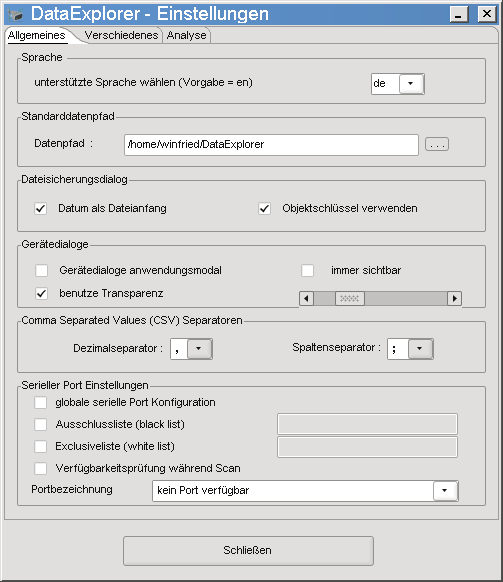 DataExplorer - Einstellungen
Allgemeines Verschiedenes Analyse
Sprache
unterstützte Sprache wählen (Vorgabe = en) de
Standarddatenpfad
Datenpfad : /home/winfried/DataExplorer ...
Dateisicherungsdialog
Datum als Dateianfang Objektschlüssel verwenden
Gerätedialoge
Gerätedialoge anwendungsmodal immer sichtbar
benutze Transparenz
Comma Separated Values (CSV) Separatoren
Dezimalseparator : , Spaltenseparator : ;
Serieller Port Einstellungen
globale serielle Port Konfiguration
Ausschlussliste (black list)
Exclusiveliste (white list)
Verfügbarkeitsprüfung während Scan
Portbezeichnung kein Port verfügbar
Schließen